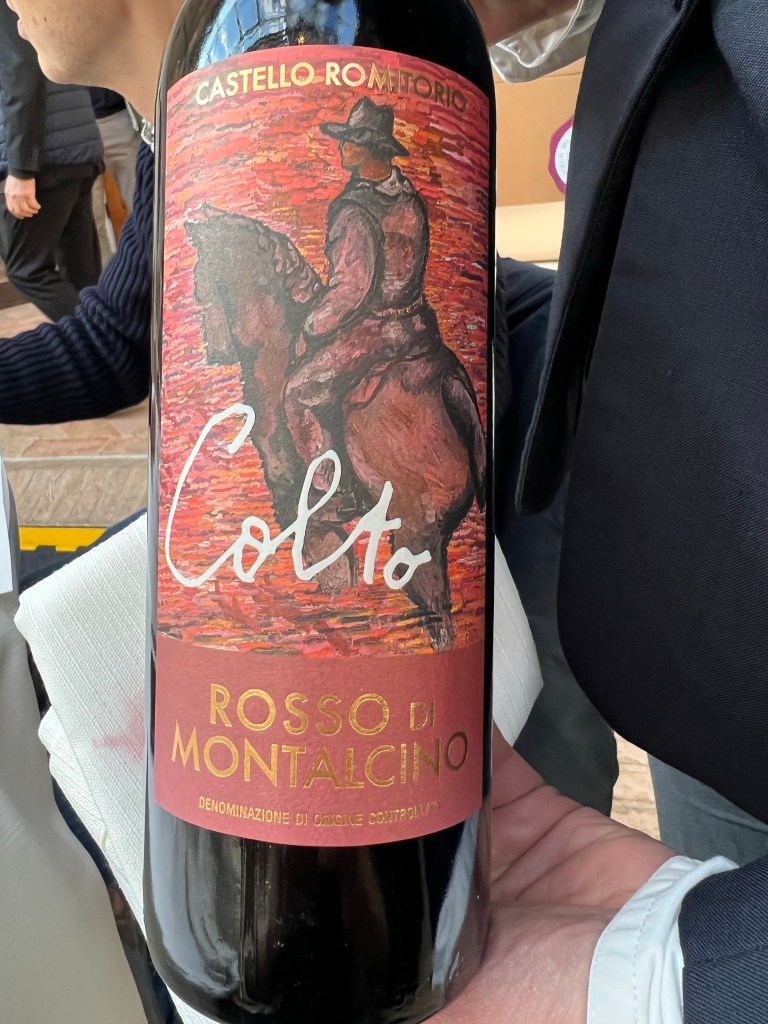 CASTELLO ROMITORIO
Colto
ROSSO DI
MONTALCINO
DENOMINAZIONE DI ORIGINE CONTROLLATA